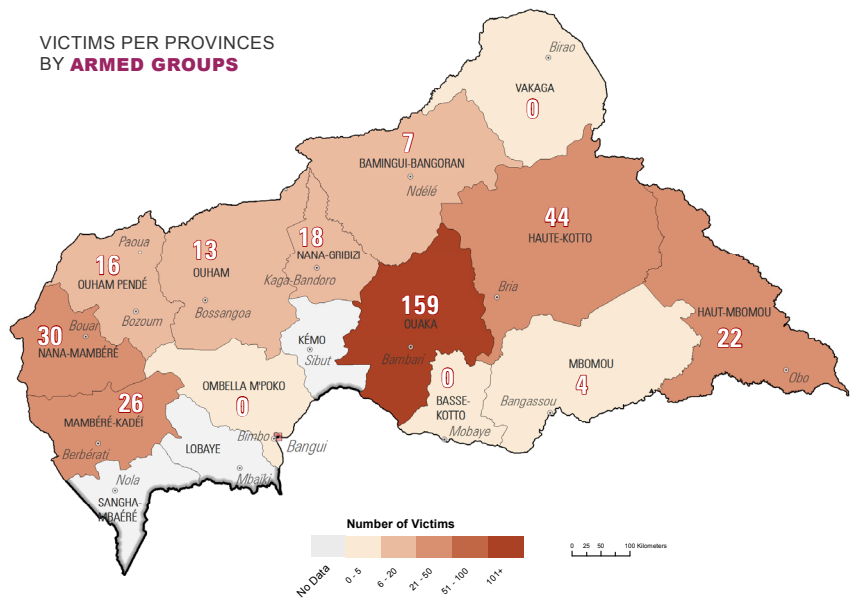 VICTIMS PER PROVINCES
BY ARMED GROUPS
Birao
VAKAGA
0
7
BAMINGUI-BANGORAN
Ndélé
44
HAUTE-KOTTO
Bria
18
NANA-GRIBIZI
Kaga-Bandoro
13
OUHAM
Bossangoa
Paoua
16
OUHAM PENDÉ
Bozoum
30
Bouar
NANA-MAMBÉRÉ
159
OUAKA
Bambari
KÉMO
Sibut
HAUT-MBOMOU
22
Obo
MBOMOU
4
Bangassou
0
BASSE-
KOTTO
Mobaye
OMBELLA M'POKO
0
Bimbo
Bangui
26
MAMBÉRÉ-KADÉÏ
Berbérati
LOBAYE
Mbaïki
Nola
SANGHA-
MBAÉRÉ
Number of Victims
No Data
0 - 5
6 - 20
21 - 50
51 - 100
101+
0 25 50 100 Kilometers